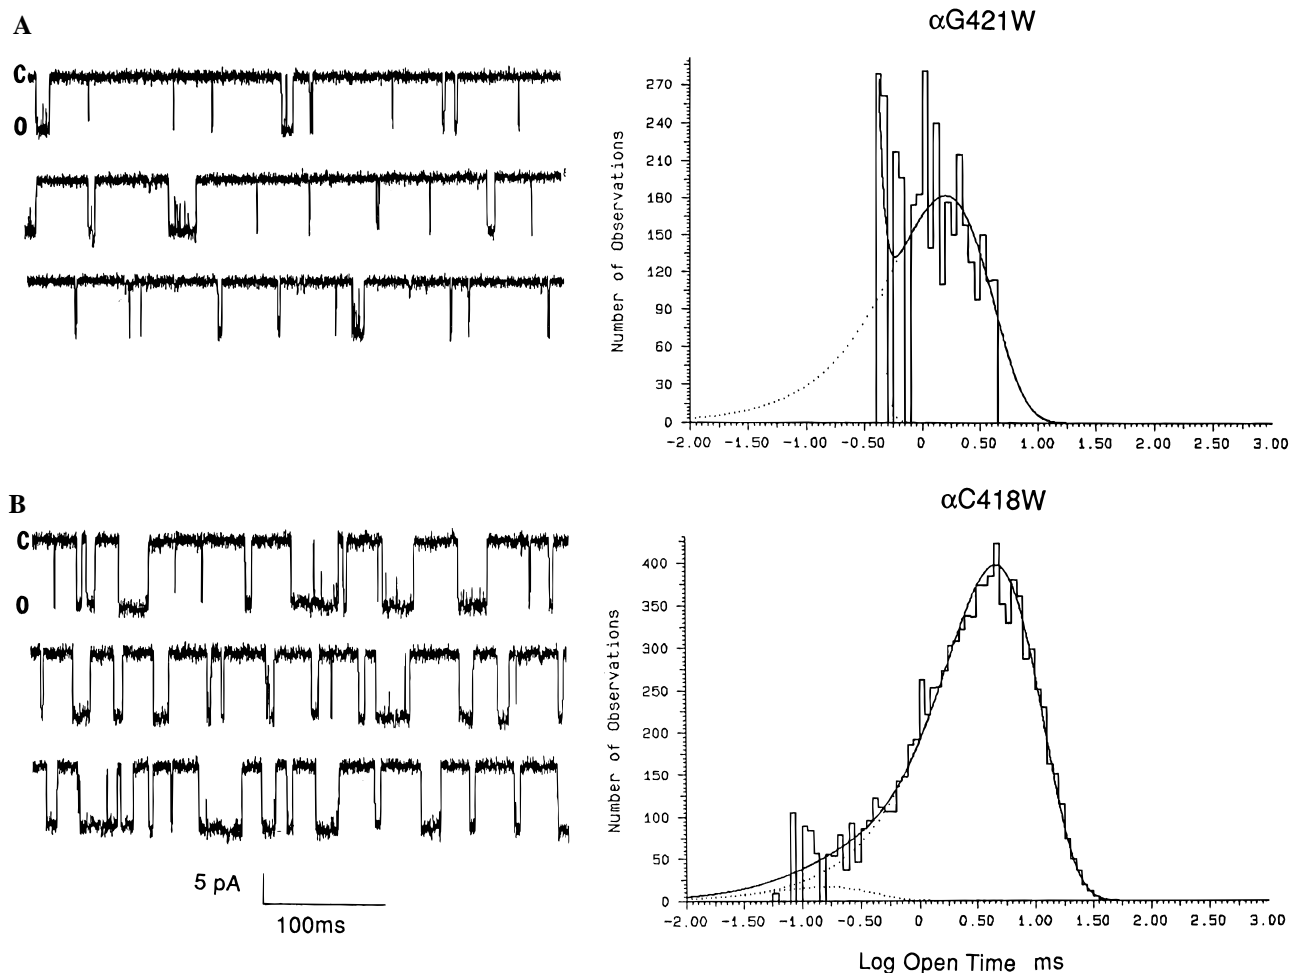 A
αG421W
C
O
Number of Observations
270
240
210
180
150
120
90
60
30
0
-2.00 -1.50 -1.00 -0.50 0 0.50 1.00 1.50 2.00 2.50 3.00
B
αC418W
C
O
Number of Observations
400
350
300
250
200
150
100
50
0
-2.00 -1.50 -1.00 -0.50 0 0.50 1.00 1.50 2.00 2.50 3.00
5 pA
100ms
Log Open Time ms